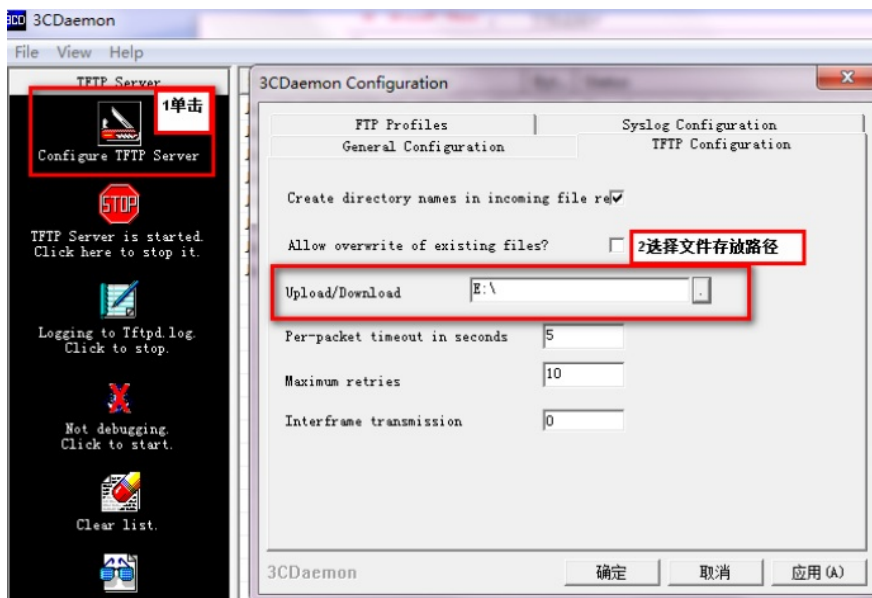 3CD 3CDaemon
File View Help
TFTP Server
1单击
Configure TFTP Server
STOP
TFTP Server is started.
Click here to stop it.
Logging to Tftpd.log.
Click to stop.
Not debugging.
Click to start.
Clear list.
3CDaemon Configuration
FTP Profiles
Syslog Configuration
General Configuration
TFTP Configuration
Create directory names in incoming file re
Allow overwrite of existing files?
2选择文件存放路径
Upload/Download
E:\
.
Per-packet timeout in seconds
5
Maximum retries
10
Interframe transmission
0
3CDaemon
确定
取消
应用(A)